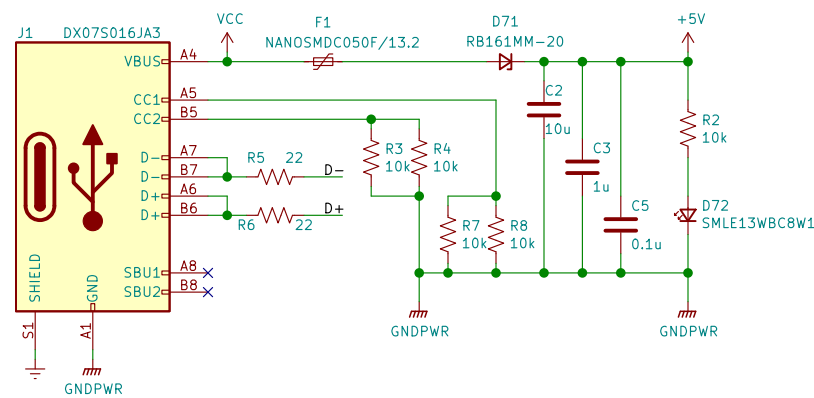 VCC
F1
D71
+5V
J1
DX07S016JA3
NANOSMDC050F/13.2
RB161MM-20
VBUS
A4
CC1
A5
C2
CC2
B5
10u
R2
10k
R3
10k
R4
10k
C3
1u
D-
A7
R5
22
D-
D-
B7
D+
A6
D+
B6
R6
22
D+
R7
10k
R8
10k
C5
0.1u
D72
SMLE13WBC8W1
SHIELD
GND
SBU1
A8
SBU2
B8
S1
A1
GNDPWR
GNDPWR
GNDPWR